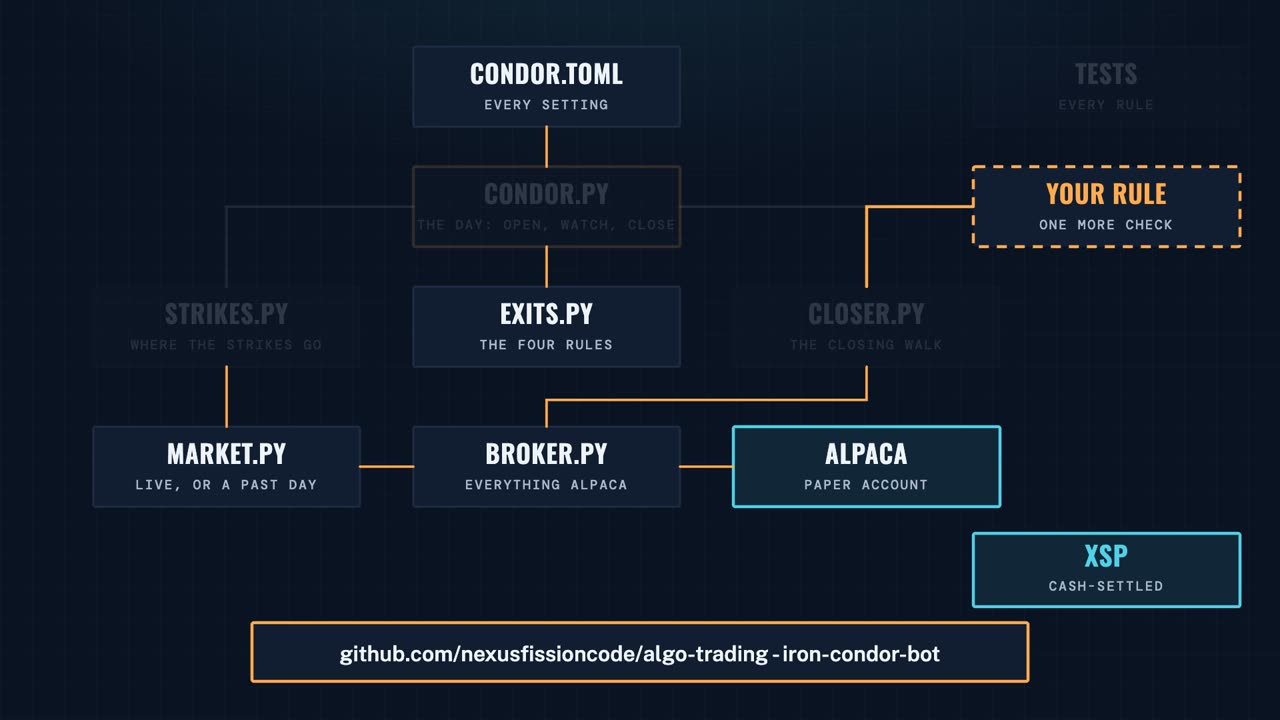 CONDOR.TOML
EVERY SETTING
TESTS
EVERY RULE
CONDOR.PY
THE DAY: OPEN, WATCH, CLOSE
YOUR RULE
ONE MORE CHECK
STRIKES.PY
WHERE THE STRIKES GO
EXITS.PY
THE FOUR RULES
CLOSER.PY
THE CLOSING WALK
MARKET.PY
LIVE, OR A PAST DAY
BROKER.PY
EVERYTHING ALPACA
ALPACA
PAPER ACCOUNT
XSP
CASH-SETTLED
github.com/nexusfissioncode/algo-trading-iron-condor-bot